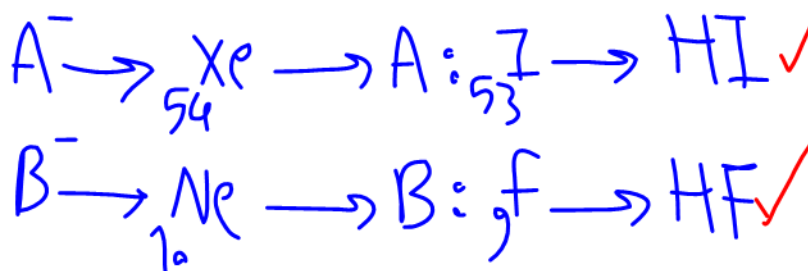 A⁻ → ₅₄Xe → A: ₅₃I → HI ✓
B⁻ → ₁₀Ne → B: ₉F → HF ✓